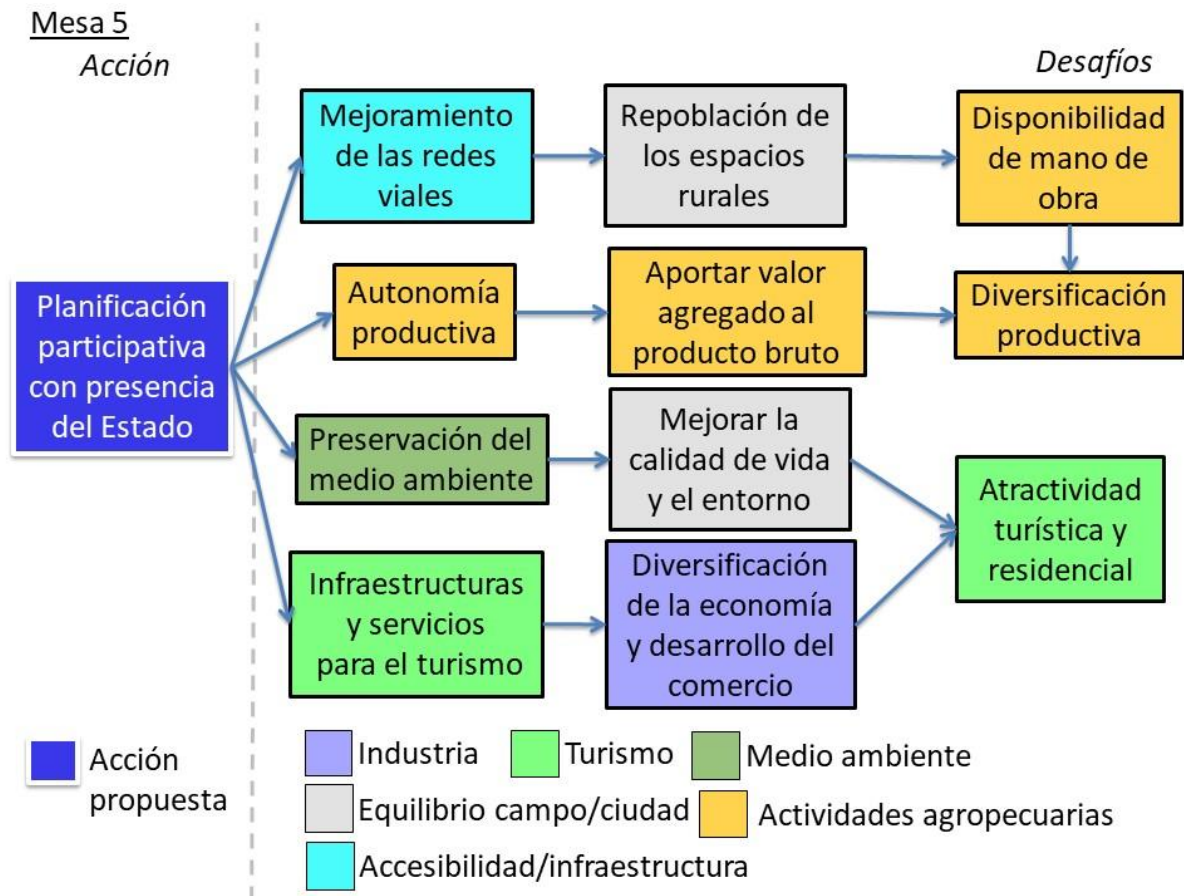 Mesa 5
Acción
Desafíos
Planificación
participativa
con presencia
del Estado
Mejoramiento
de las redes
viales
Repoblación de
los espacios
rurales
Disponibilidad
de mano de
obra
Autonomía
productiva
Aportar valor
agregado al
producto bruto
Diversificación
productiva
Preservación del
medio ambiente
Mejorar la
calidad de vida
y el entorno
Atractividad
turística y
residencial
Infraestructuras
y servicios
para el turismo
Diversificación
de la economía
y desarrollo del
comercio
Acción
propuesta
Industria
Turismo
Medio ambiente
Equilibrio campo/ciudad
Actividades agropecuarias
Accesibilidad/infraestructura